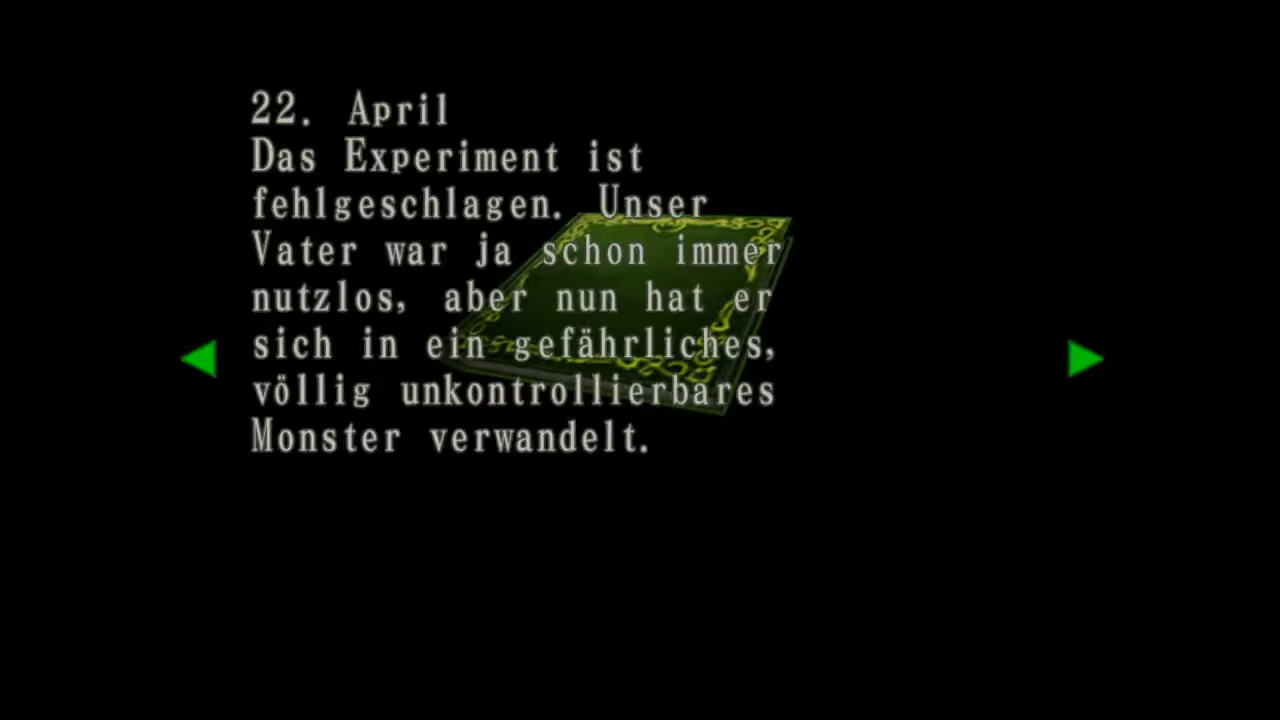 22. April
Das Experiment ist
fehlgeschlagen. Unser
Vater war ja schon immer
nutzlos, aber nun hat er
sich in ein gefährliches,
völlig unkontrollierbares
Monster verwandelt.